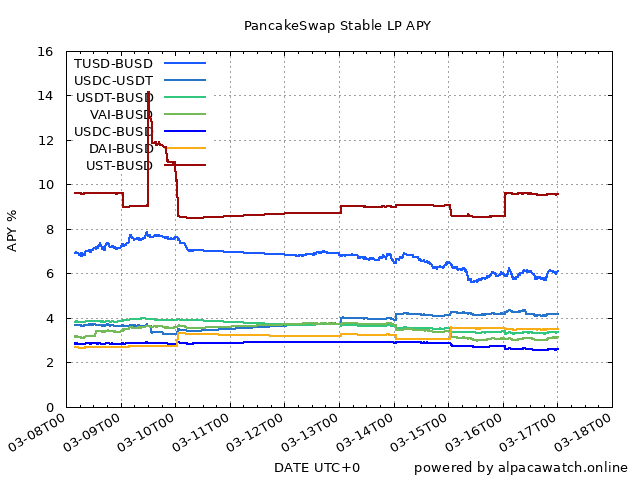 PancakeSwap Stable LP APY
16
14
12
10
8
6
4
2
0
APY %
TUSD-BUSD
USDC-USDT
USDT-BUSD
VAI-BUSD
USDC-BUSD
DAI-BUSD
UST-BUSD
03-08T00
03-09T00
03-10T00
03-11T00
03-12T00
03-13T00
03-14T00
03-15T00
03-16T00
03-17T00
03-18T00
DATE UTC+0
powered by alpacawatch.online